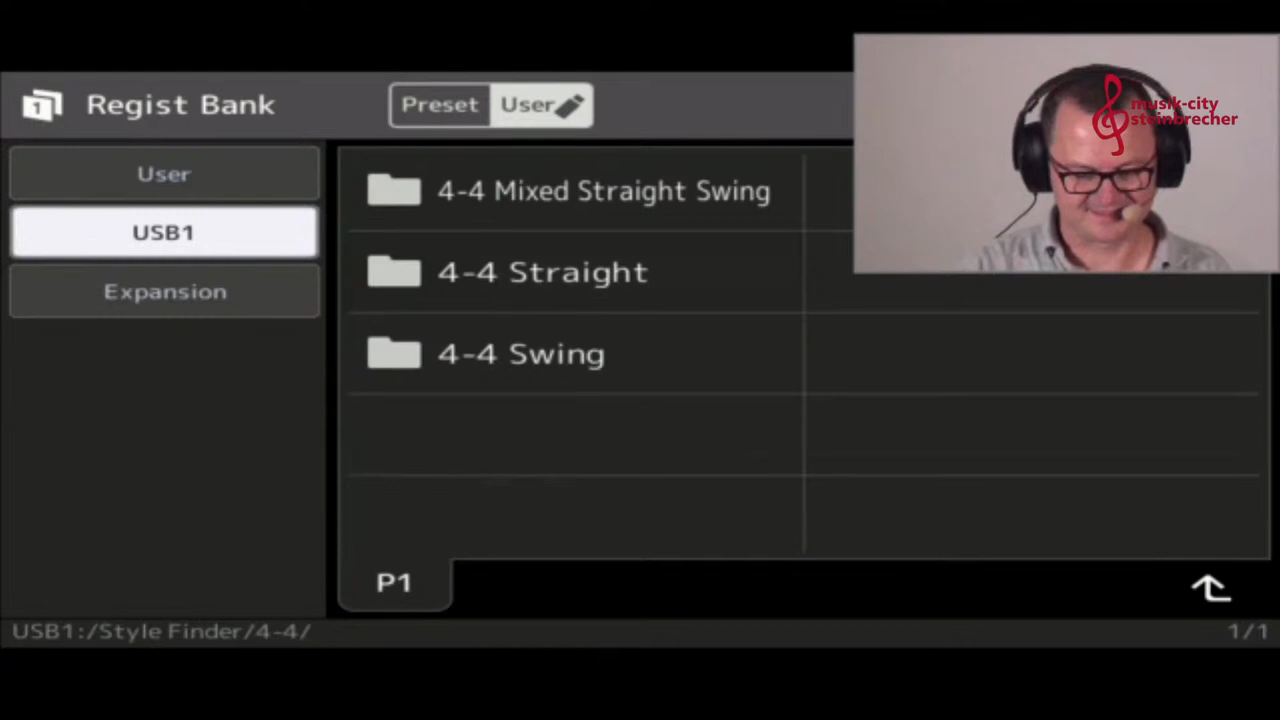 1
Regist Bank
Preset
User
musik-city
steinbrecher
User
USB1
Expansion
4-4 Mixed Straight Swing
4-4 Straight
4-4 Swing
P1
USB1:/Style Finder/4-4/
1/1